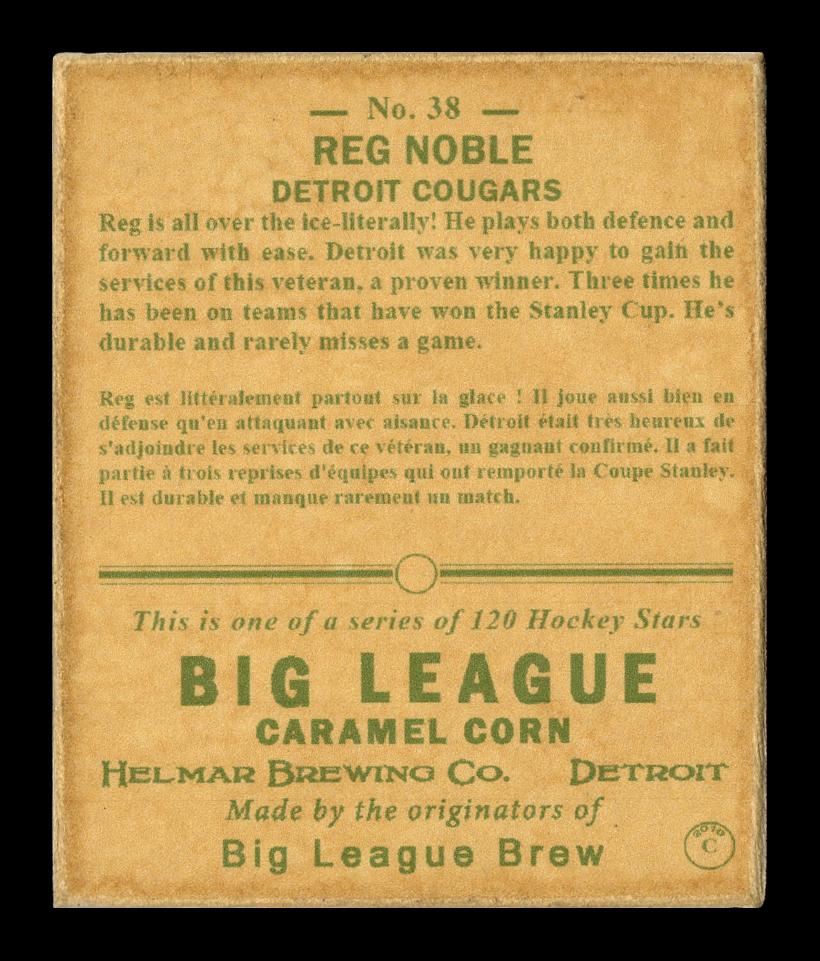 — No. 38 —
REG NOBLE
DETROIT COUGARS
Reg is all over the ice-literally! He plays both defence and
forward with ease. Detroit was very happy to gain the
services of this veteran, a proven winner. Three times he
has been on teams that have won the Stanley Cup. He's
durable and rarely misses a game.
Reg est littéralement partout sur la glace ! Il joue aussi bien en
défense qu'en attaquant avec aisance. Détroit était très heureux de
s'adjoindre les services de ce vétéran, un gagnant confirmé. Il a fait
partie à trois reprises d'équipes qui ont remporté la Coupe Stanley.
Il est durable et manque rarement un match.
This is one of a series of 120 Hockey Stars
BIG LEAGUE
CARAMEL CORN
HELMAR BREWING CO. DETROIT
Made by the originators of
Big League Brew
2010
C